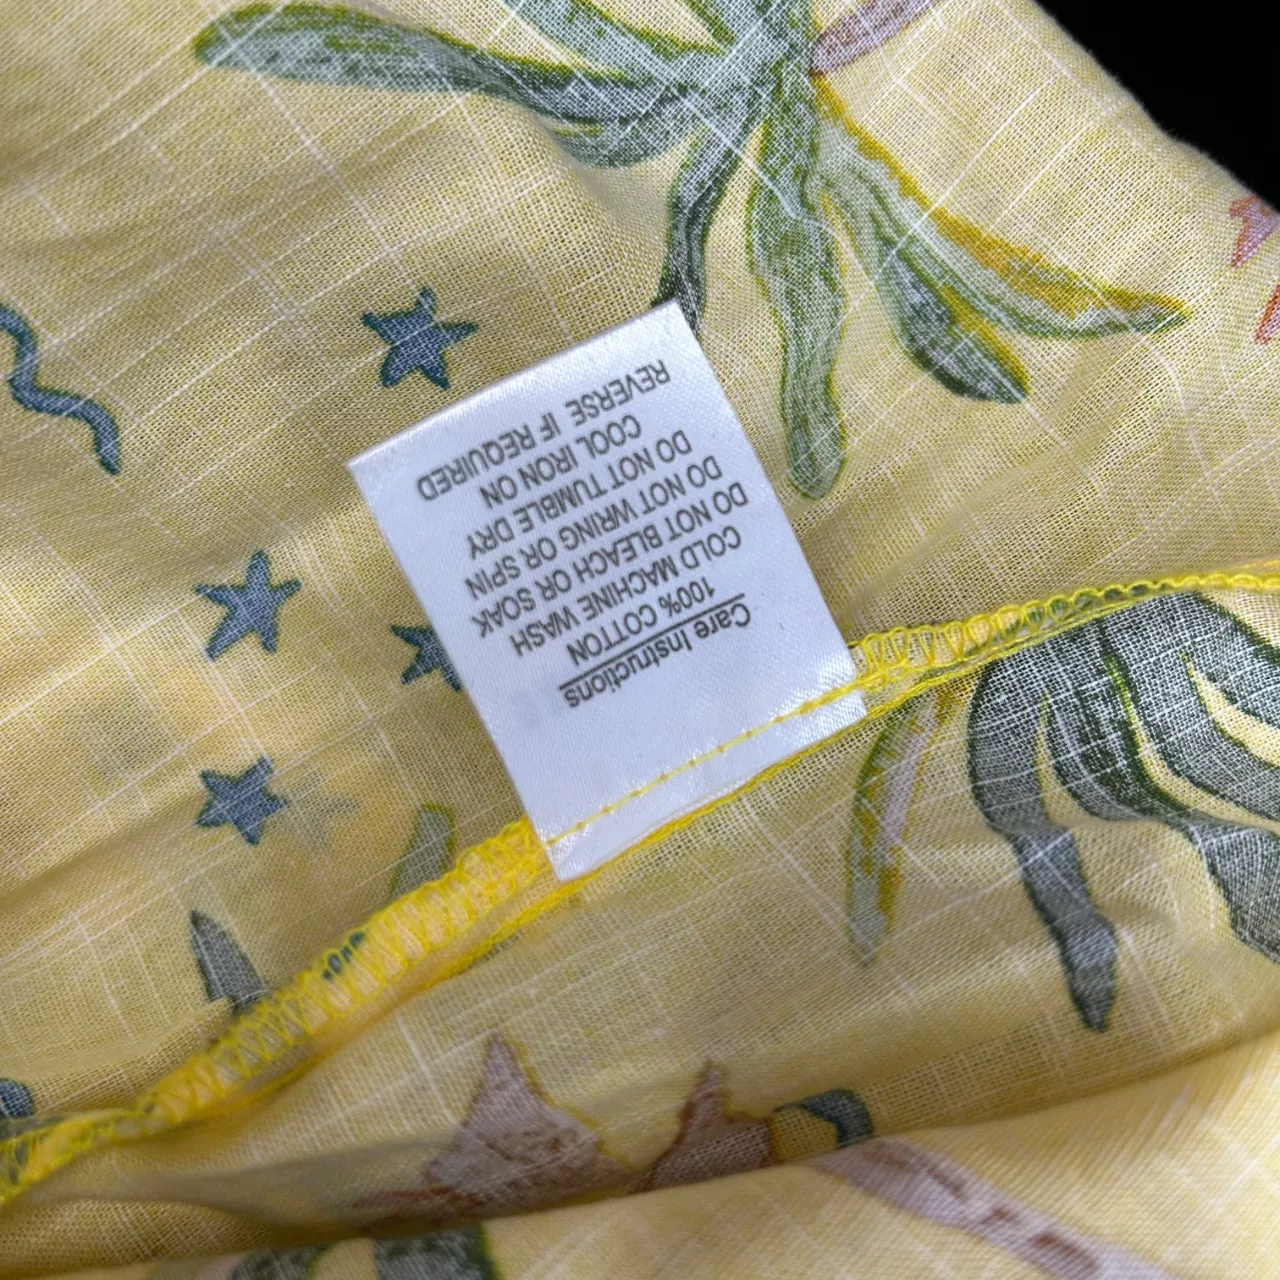 Care Instructions
100% COTTON
COLD MACHINE WASH
DO NOT BLEACH OR SOAK
DO NOT WRING OR SPIN
DO NOT TUMBLE DRY
COOL IRON ON
REVERSE IF REQUIRED